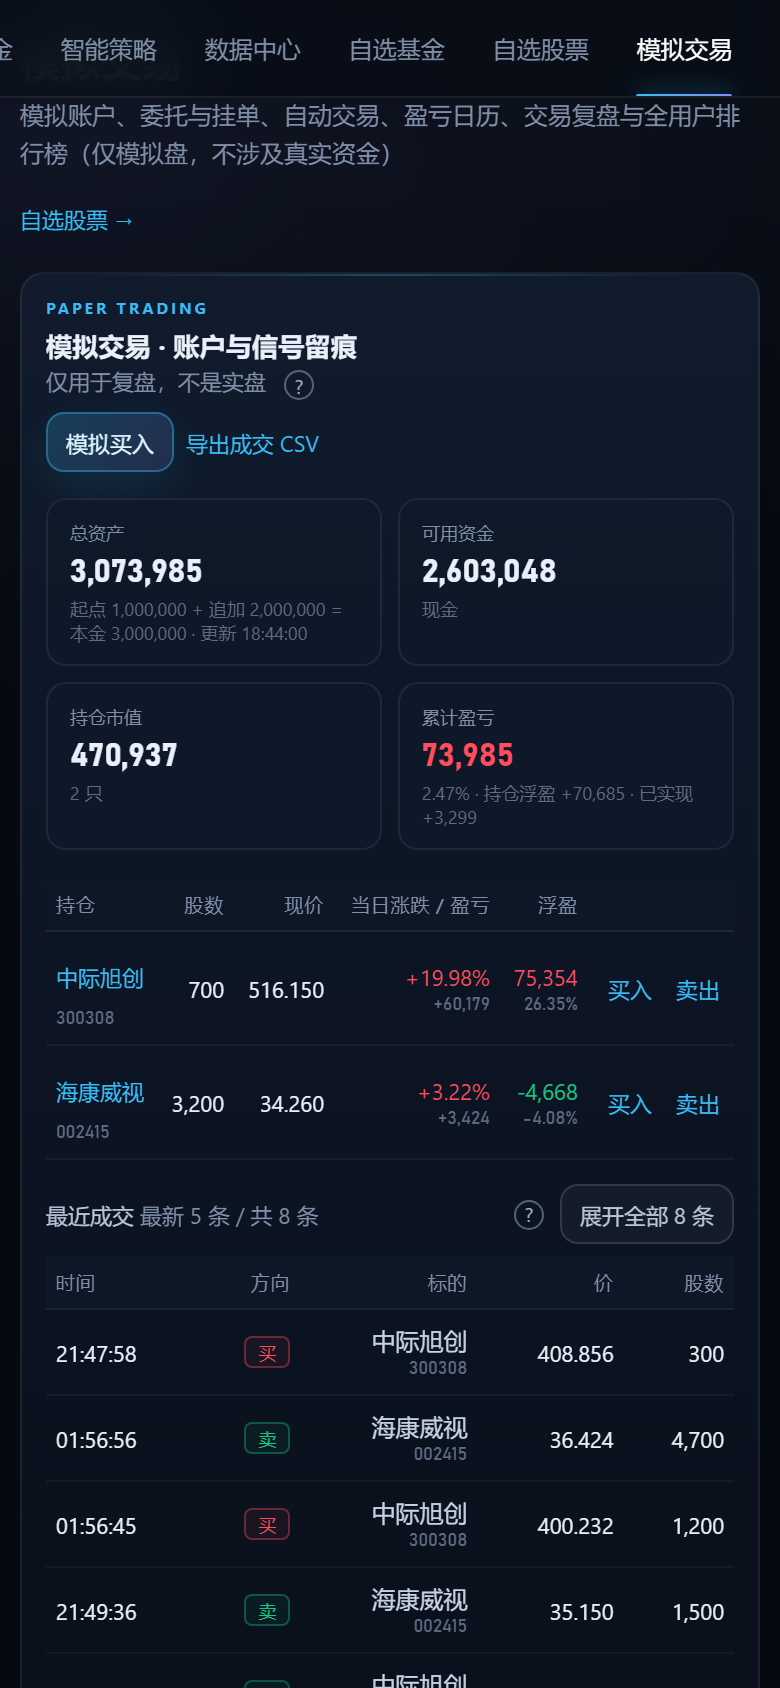 金 智能策略 数据中心 自选基金 自选股票 模拟交易
模拟交易
模拟账户、委托与挂单、自动交易、盈亏日历、交易复盘与全用户排
行榜（仅模拟盘，不涉及真实资金）
自选股票 →
PAPER TRADING
模拟交易 · 账户与信号留痕
仅用于复盘，不是实盘 ?
模拟买入 导出成交 CSV
总资产
3,073,985
起点 1,000,000 + 追加 2,000,000 =
本金 3,000,000 · 更新 18:44:00
可用资金
2,603,048
现金
持仓市值
470,937
2 只
累计盈亏
73,985
2.47% · 持仓浮盈 +70,685 · 已实现
+3,299
持仓 股数 现价 当日涨跌 / 盈亏 浮盈
中际旭创 700 516.150 +19.98% 75,354 买入 卖出
300308 +60,179 26.35%
海康威视 3,200 34.260 +3.22% -4,668 买入 卖出
002415 +3,424 -4.08%
最近成交 最新 5 条 / 共 8 条 ? 展开全部 8 条
时间 方向 标的 价 股数
21:47:58 买 中际旭创 408.856 300
300308
01:56:56 卖 海康威视 36.424 4,700
002415
01:56:45 买 中际旭创 400.232 1,200
300308
21:49:36 卖 海康威视 35.150 1,500
002415
中际旭创